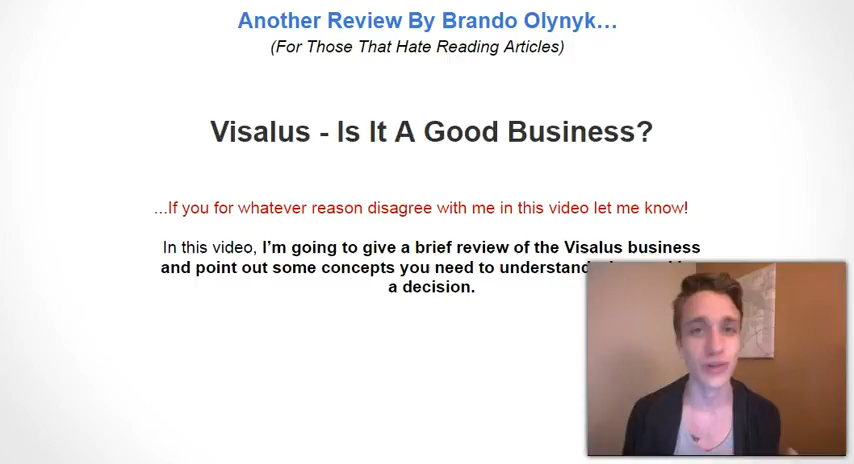 Another Review By Brando Olynyk…
(For Those That Hate Reading Articles)
Visalus - Is It A Good Business?
...If you for whatever reason disagree with me in this video let me know!
In this video, I'm going to give a brief review of the Visalus business
and point out some concepts you need to understand
a decision.